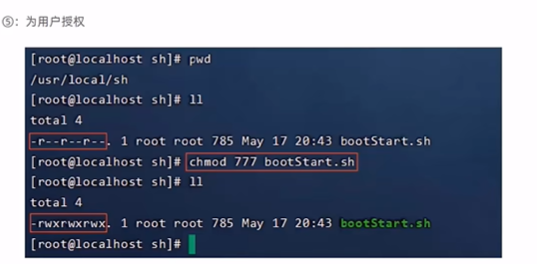 ⑤：为用户授权
[root@localhost sh]# pwd
/usr/local/sh
[root@localhost sh]# ll
total 4
-r--r--r--. 1 root root 785 May 17 20:43 bootStart.sh
[root@localhost sh]# chmod 777 bootStart.sh
[root@localhost sh]# ll
total 4
-rwxrwxrwx. 1 root root 785 May 17 20:43 bootStart.sh
[root@localhost sh]#